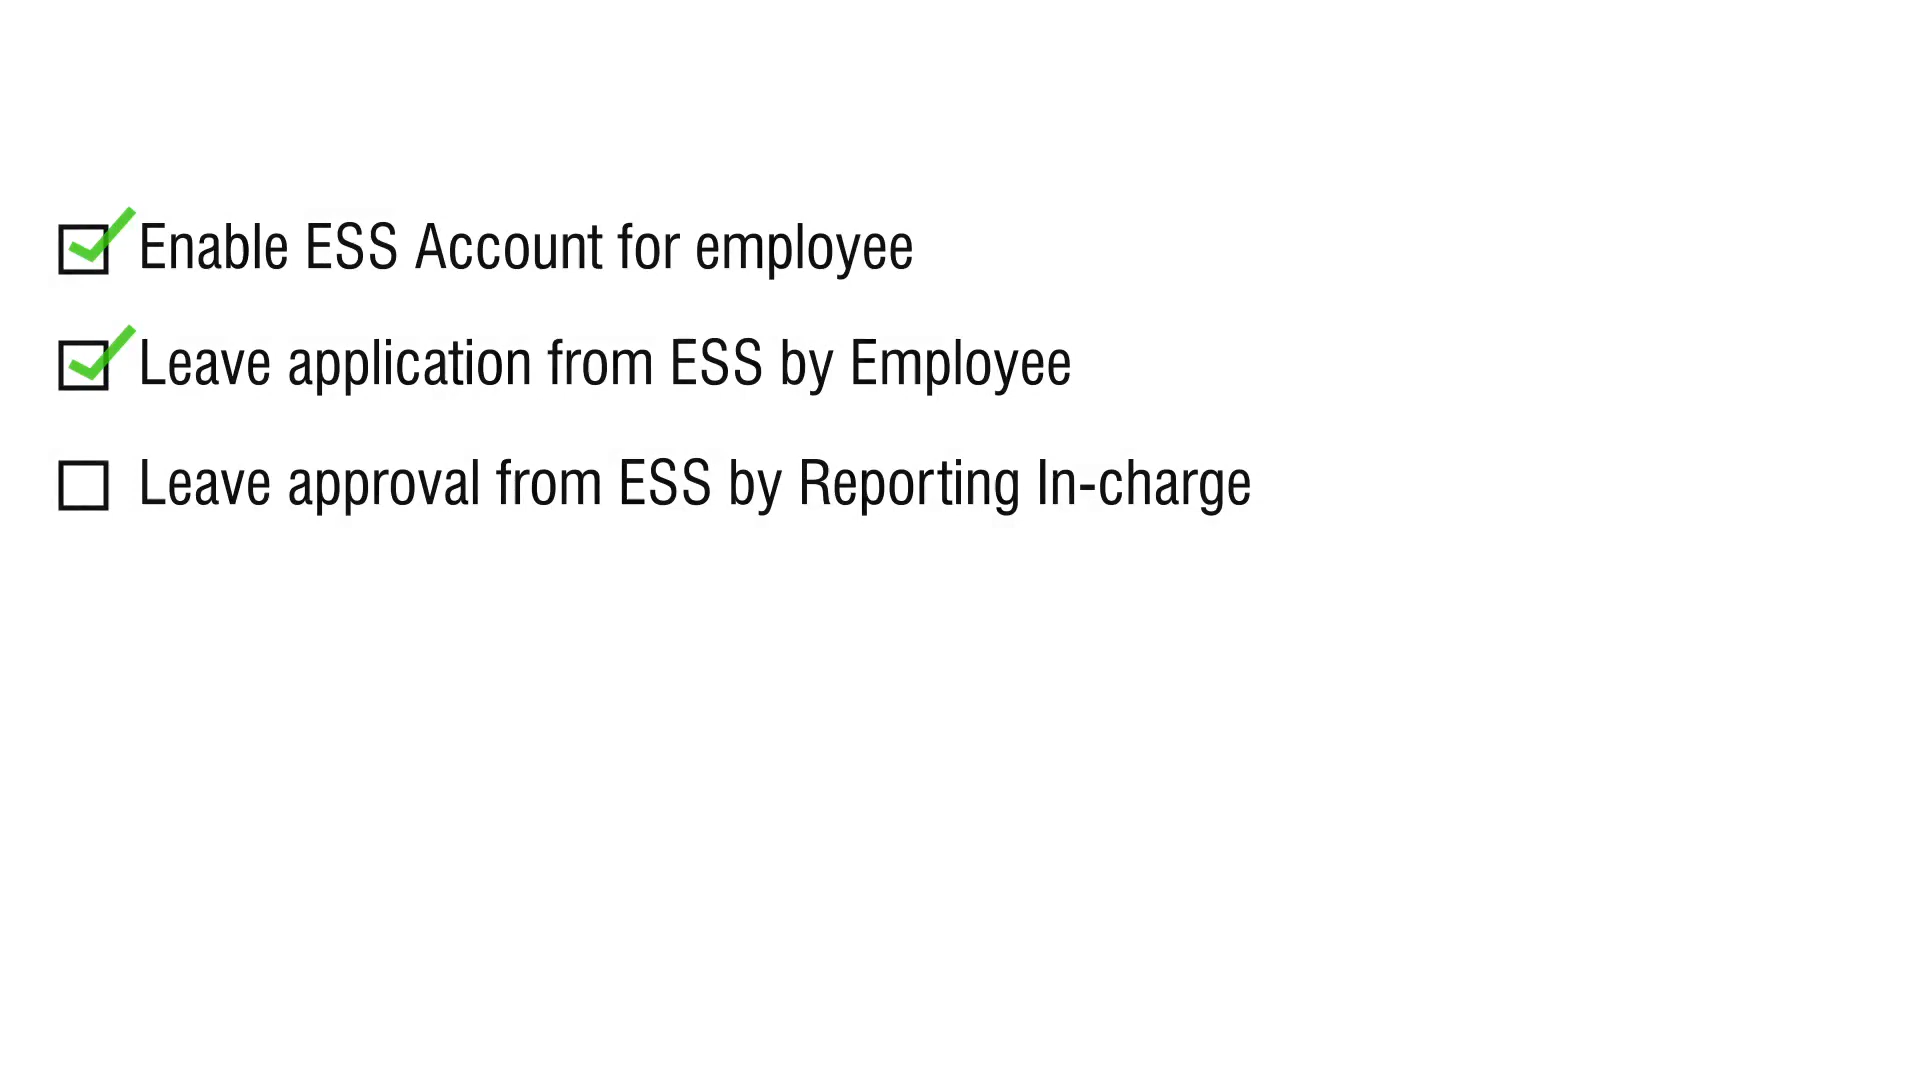 Enable ESS Account for employee
Leave application from ESS by Employee
Leave approval from ESS by Reporting In-charge